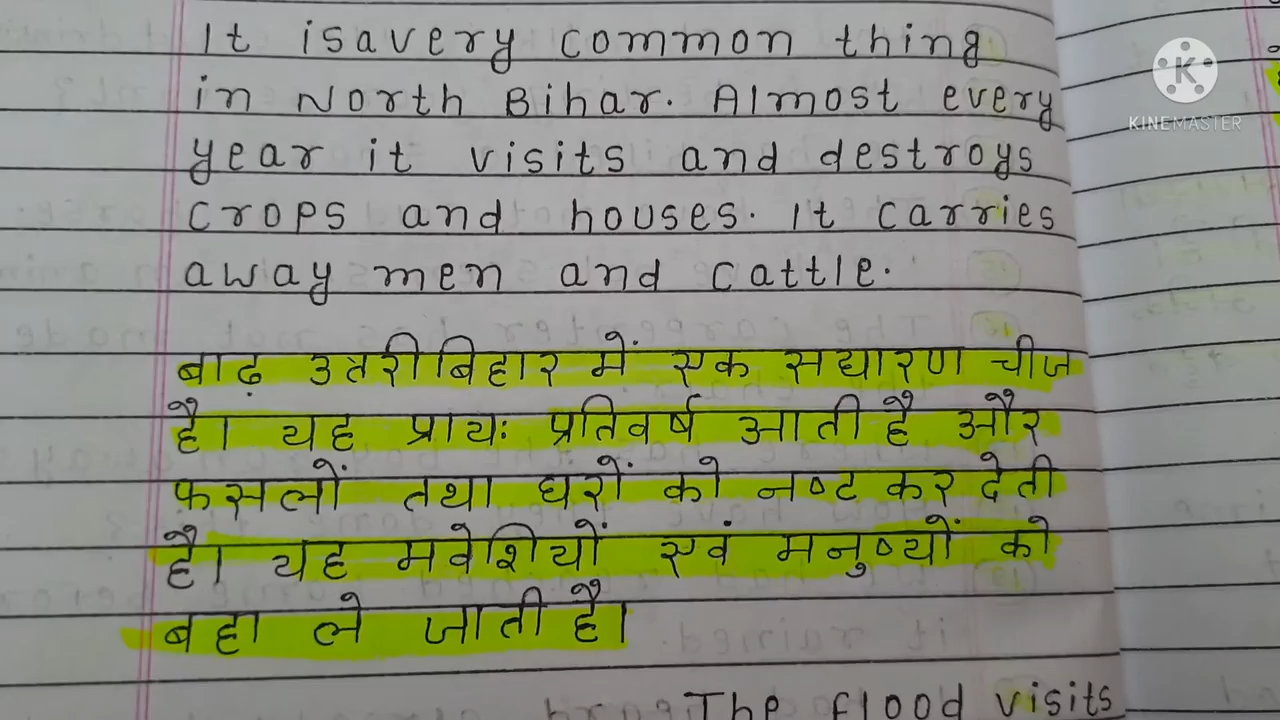 It isavery common thing
in North Bihar. Almost every
KINEMASTER
year it visits and destroys
crops and houses. It carries
away men and cattle.
बाढ़ उतरी बिहार में एक सधारण चीज
है। यह प्रायः प्रतिवर्ष आती है और
फसलों तथा घरों को नष्ट कर देती
है। यह मवेशियों एवं मनुष्यों को
बहा ले जाती है।
The flood visits